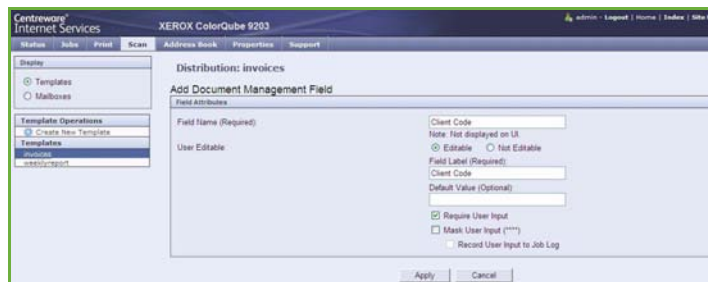 Centreware®
Internet Services
XEROX ColorQube 9203
admin - Logout | Home | Index | Site
Status Jobs Print Scan Address Book Properties Support
Display
Templates
Mailboxes
Template Operations
Create New Template
Templates
invoices
weeklyreport
Distribution: invoices
Add Document Management Field
Field Attributes
Field Name (Required):
Client Code
Note: Not displayed on UI.
User Editable:
Editable Not Editable
Field Label (Required):
Client Code
Default Value (Optional):
Require User Input
Mask User Input (****)
Record User Input to Job Log
Apply Cancel